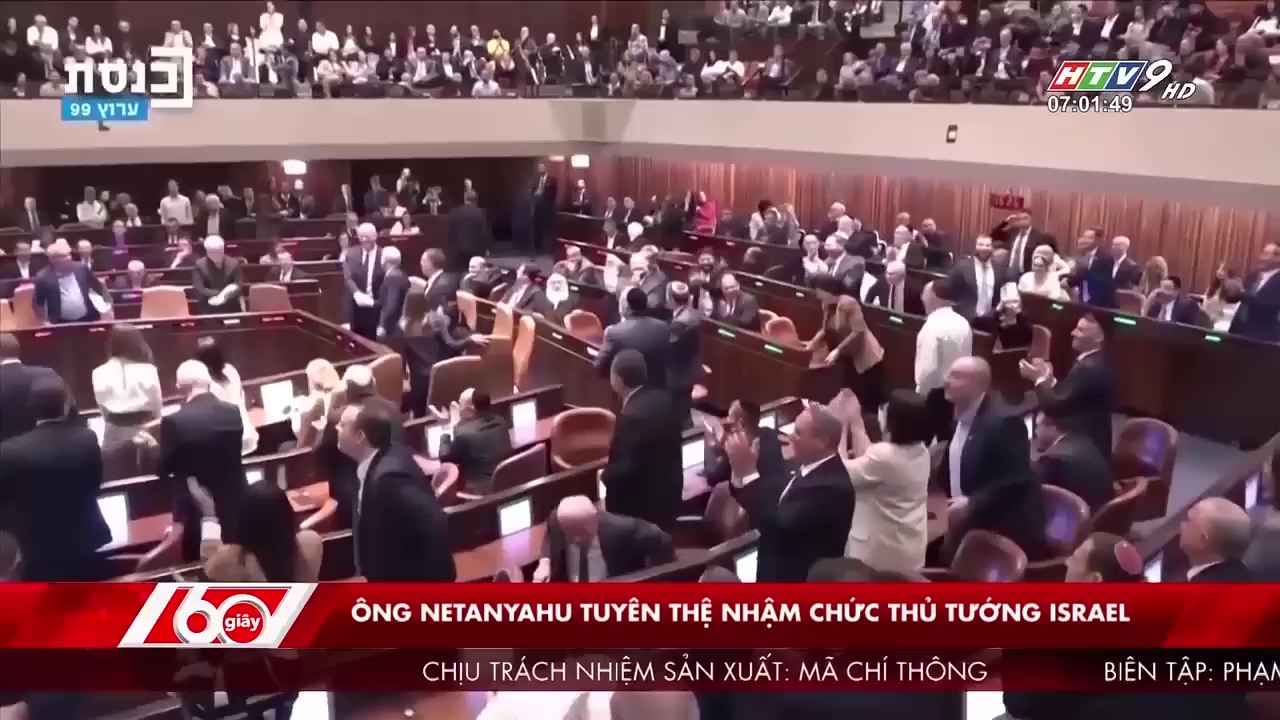 כנסת
ערוץ 99
HTV9 HD
07:01:49
60 giây
ÔNG NETANYAHU TUYÊN THỆ NHẬM CHỨC THỦ TƯỚNG ISRAEL
CHỊU TRÁCH NHIỆM SẢN XUẤT: MÃ CHÍ THÔNG BIÊN TẬP: PHẠM